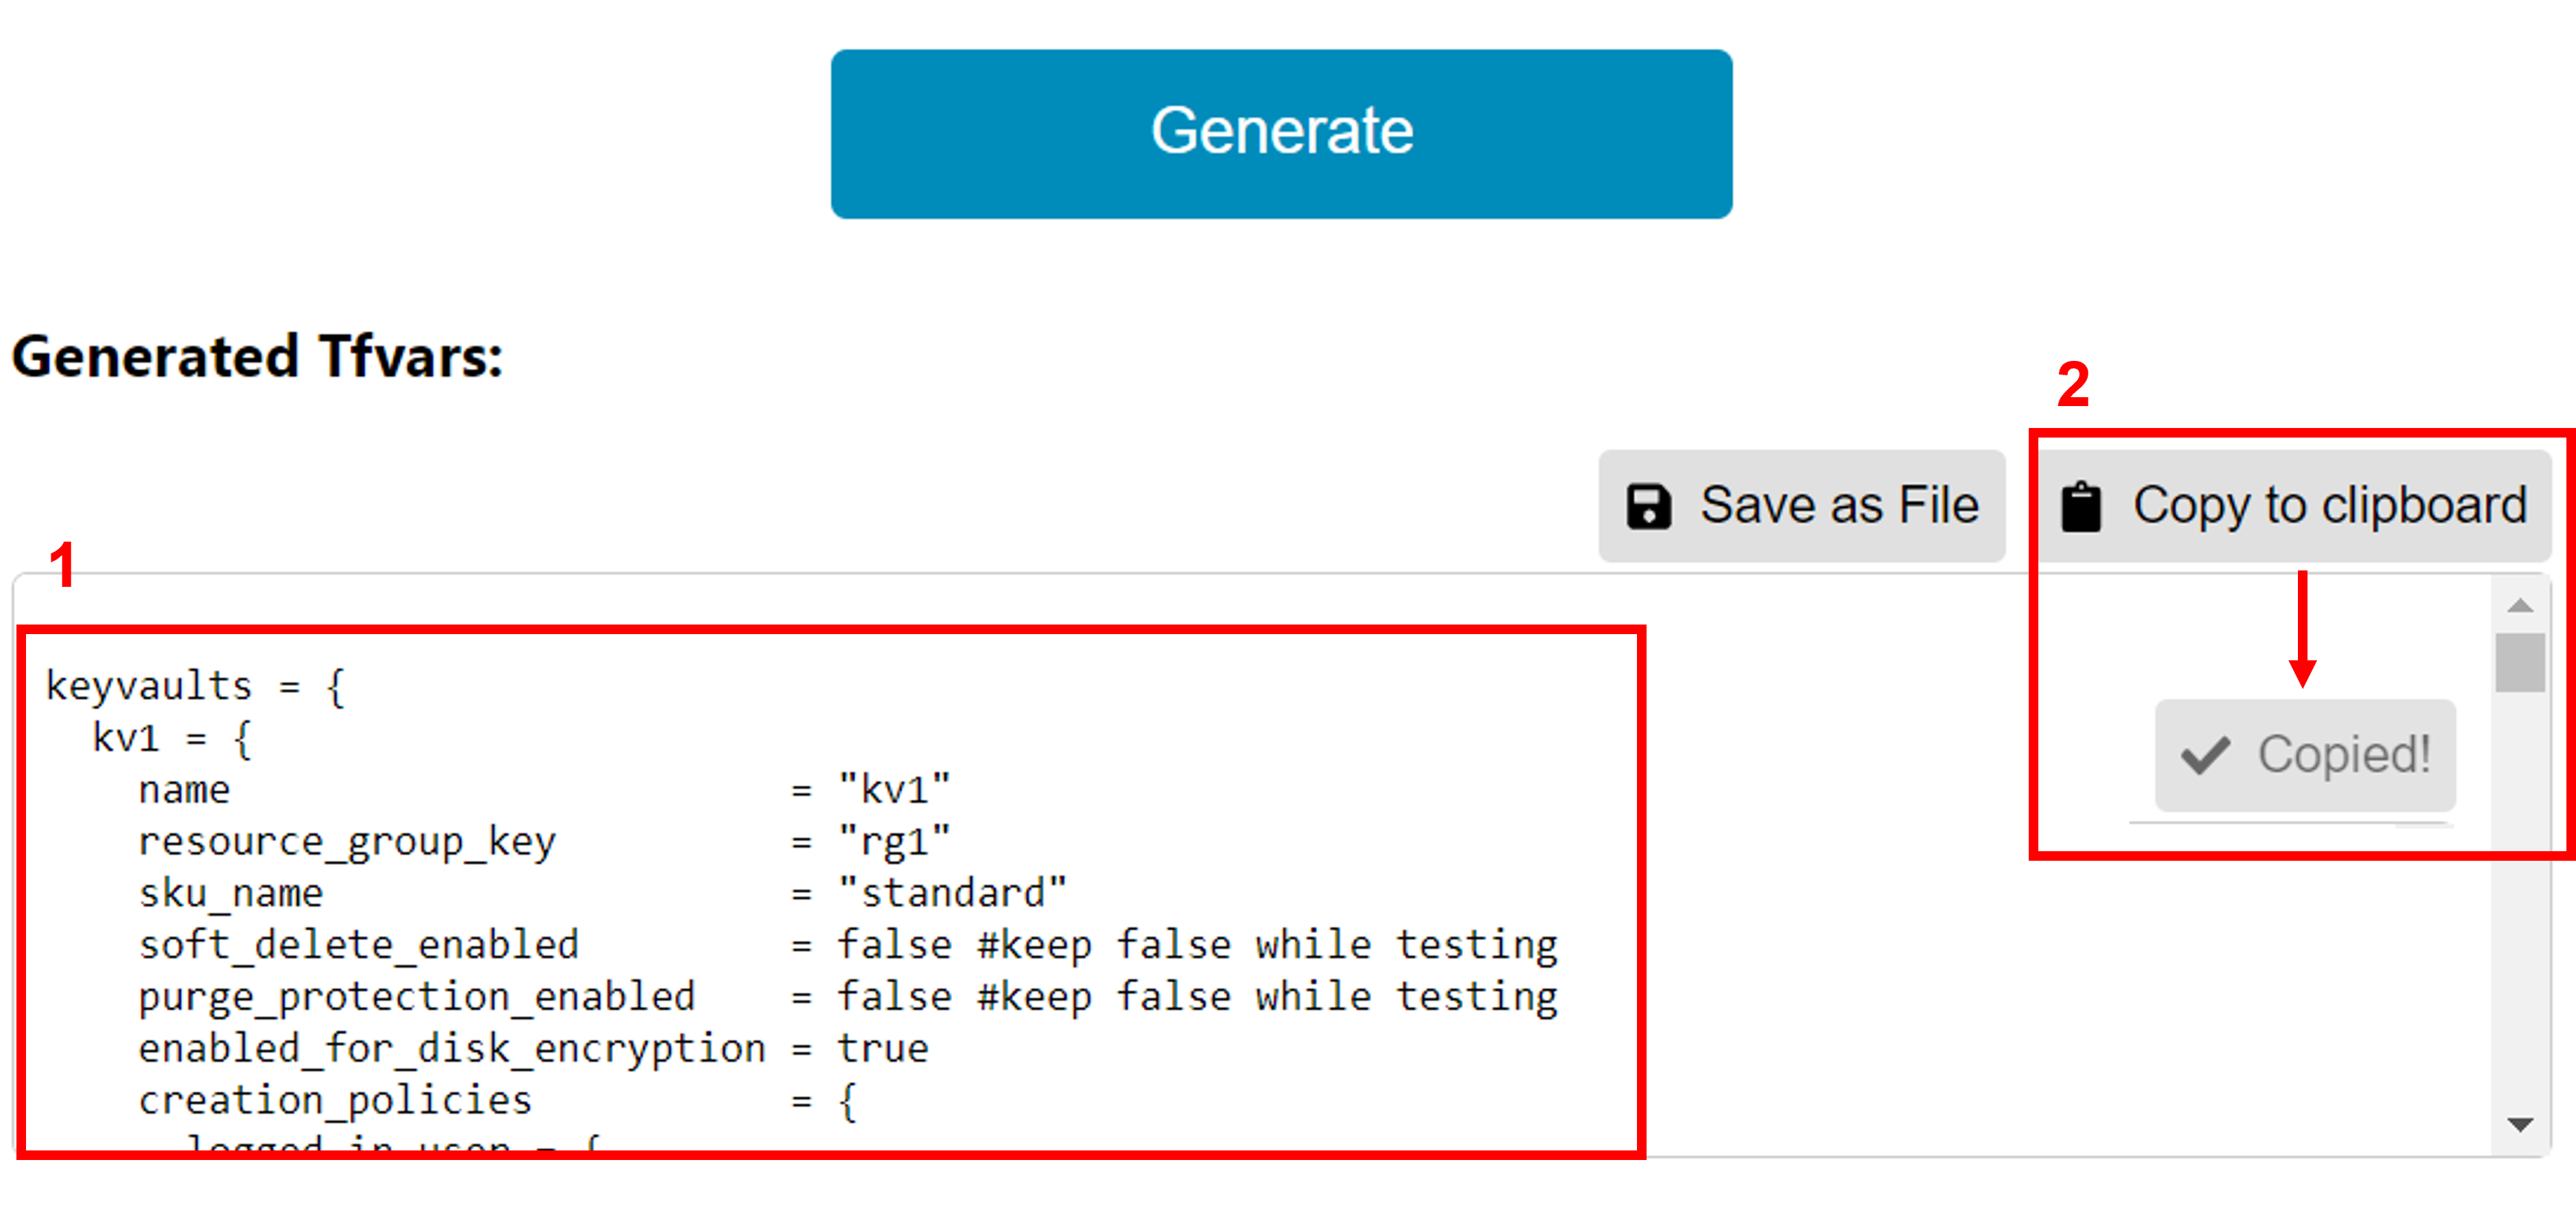 Generate
Generated Tfvars:
2
Save as File
Copy to clipboard
1
Copied!
keyvaults = {
  kv1 = {
    name                            = "kv1"
    resource_group_key          = "rg1"
    sku_name                    = "standard"
    soft_delete_enabled         = false #keep false while testing
    purge_protection_enabled    = false #keep false while testing
    enabled_for_disk_encryption = true
    creation_policies           = {
      logged_in_user = {